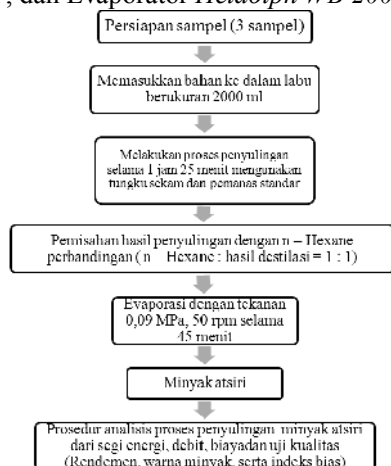 , dan Evaporator Heidolph WB 200
Persiapan sampel (3 sampel)
Memasukkan bahan ke dalam labu
berukuran 2000 ml
Melakukan proses penyulingan
selama 1 jam 25 menit mengunakan
tungku sekam dan pemanas standar
Pemisahan hasil penyulingan dengan n – Hexane
perbandingan ( n Hexane : hasil destilasi = 1 : 1)
Evaporasi dengan tekanan
0,09 MPa, 50 rpm selama
45 menit
Minyak atsiri
Prosedur analisis proses penyulingan minyak atsiri
dari segi energi, debit, biayadan uji kualitas
(Rendemen, warna minyak, serta indeks bias)